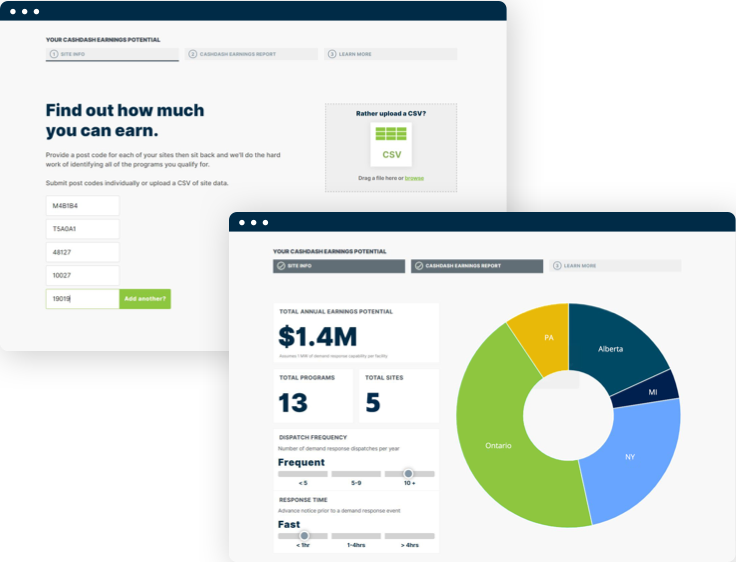 YOUR CASHDASH EARNINGS POTENTIAL
1 SITE INFO
2 CASHDASH EARNINGS REPORT
3 LEARN MORE
Find out how much
you can earn.
Provide a post code for each of your sites then sit back and we'll do the hard
work of identifying all of the programs you qualify for.
Submit post codes individually or upload a CSV of site data.
M4B1B4
T5A0A1
48127
10027
19019
Add another?
Rather upload a CSV?
CSV
Drag a file here or browse
YOUR CASHDASH EARNINGS POTENTIAL
SITE INFO
CASHDASH EARNINGS REPORT
3 LEARN MORE
TOTAL ANNUAL EARNINGS POTENTIAL
$1.4M
Assumes 1 MW of demand response capability per facility
TOTAL PROGRAMS
13
TOTAL SITES
5
DISPATCH FREQUENCY
Number of demand response dispatches per year
Frequent
< 5
5-9
10 +
RESPONSE TIME
Advance notice prior to a demand response event
Fast
< 1hr
1-4hrs
> 4hrs
PA
Alberta
MI
NY
Ontario